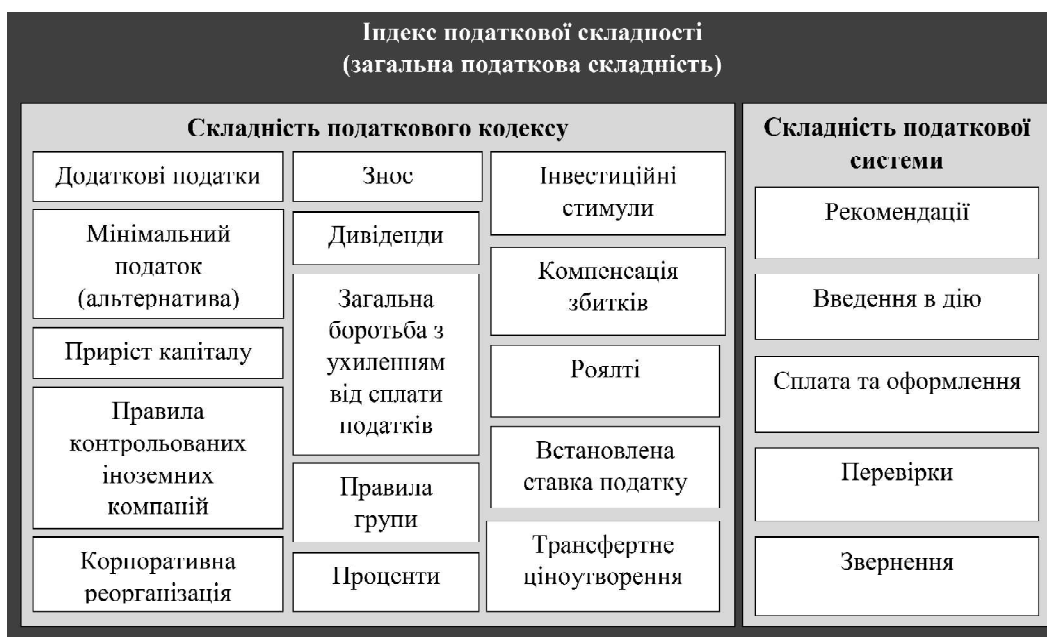 Індекс податкової складності
(загальна податкова складність)
Складність податкового кодексу
Додаткові податки
Мінімальний
податок
(альтернатива)
Приріст капіталу
Правила
контрольованих
іноземних
компаній
Корпоративна
реорганізація
Знос
Дивіденди
Загальна
боротьба з
ухиленням
від сплати
податків
Правила
групи
Проценти
Інвестиційні
стимули
Компенсація
збитків
Роялті
Встановлена
ставка податку
Трансфертне
ціноутворення
Складність податкової
системи
Рекомендації
Введення в дію
Сплата та оформлення
Перевірки
Звернення